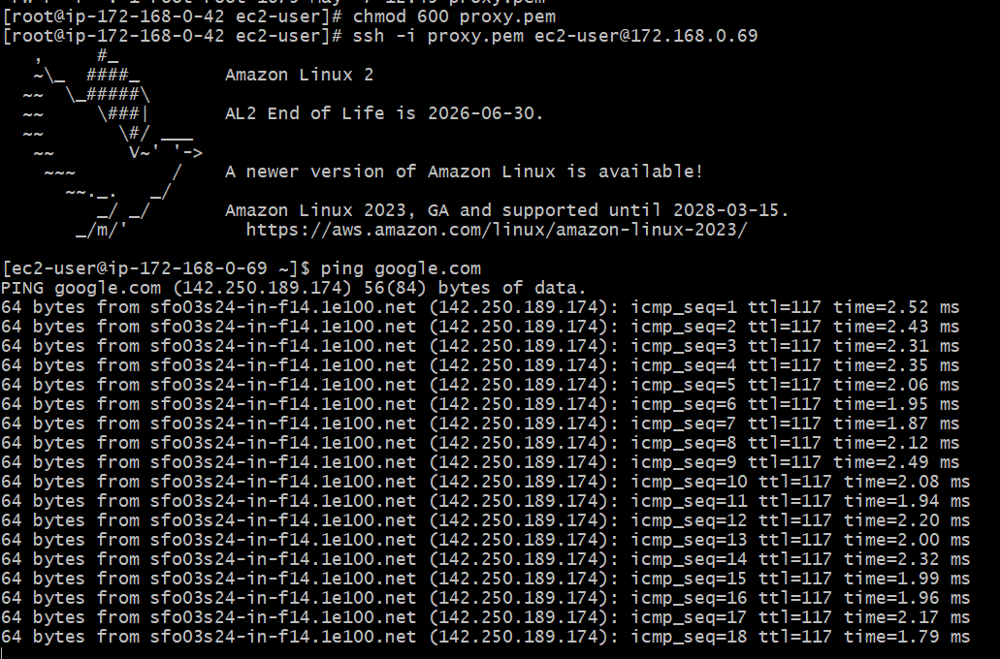 [root@ip-172-168-0-42 ec2-user]# chmod 600 proxy.pem
[root@ip-172-168-0-42 ec2-user]# ssh -i proxy.pem ec2-user@172.168.0.69
   ,     #_
   ~\_  ####_        Amazon Linux 2
  ~~  \_#####\
  ~~     \###|       AL2 End of Life is 2026-06-30.
  ~~       \#/ ___
   ~~       V~' '->
    ~~~         /    A newer version of Amazon Linux is available!
      ~~._.   _/
         _/ _/       Amazon Linux 2023, GA and supported until 2028-03-15.
       _/m/'           https://aws.amazon.com/linux/amazon-linux-2023/
[ec2-user@ip-172-168-0-69 ~]$ ping google.com
PING google.com (142.250.189.174) 56(84) bytes of data.
64 bytes from sfo03s24-in-f14.1e100.net (142.250.189.174): icmp_seq=1 ttl=117 time=2.52 ms
64 bytes from sfo03s24-in-f14.1e100.net (142.250.189.174): icmp_seq=2 ttl=117 time=2.43 ms
64 bytes from sfo03s24-in-f14.1e100.net (142.250.189.174): icmp_seq=3 ttl=117 time=2.31 ms
64 bytes from sfo03s24-in-f14.1e100.net (142.250.189.174): icmp_seq=4 ttl=117 time=2.35 ms
64 bytes from sfo03s24-in-f14.1e100.net (142.250.189.174): icmp_seq=5 ttl=117 time=2.06 ms
64 bytes from sfo03s24-in-f14.1e100.net (142.250.189.174): icmp_seq=6 ttl=117 time=1.95 ms
64 bytes from sfo03s24-in-f14.1e100.net (142.250.189.174): icmp_seq=7 ttl=117 time=1.87 ms
64 bytes from sfo03s24-in-f14.1e100.net (142.250.189.174): icmp_seq=8 ttl=117 time=2.12 ms
64 bytes from sfo03s24-in-f14.1e100.net (142.250.189.174): icmp_seq=9 ttl=117 time=2.49 ms
64 bytes from sfo03s24-in-f14.1e100.net (142.250.189.174): icmp_seq=10 ttl=117 time=2.08 ms
64 bytes from sfo03s24-in-f14.1e100.net (142.250.189.174): icmp_seq=11 ttl=117 time=1.94 ms
64 bytes from sfo03s24-in-f14.1e100.net (142.250.189.174): icmp_seq=12 ttl=117 time=2.20 ms
64 bytes from sfo03s24-in-f14.1e100.net (142.250.189.174): icmp_seq=13 ttl=117 time=2.00 ms
64 bytes from sfo03s24-in-f14.1e100.net (142.250.189.174): icmp_seq=14 ttl=117 time=2.32 ms
64 bytes from sfo03s24-in-f14.1e100.net (142.250.189.174): icmp_seq=15 ttl=117 time=1.99 ms
64 bytes from sfo03s24-in-f14.1e100.net (142.250.189.174): icmp_seq=16 ttl=117 time=1.96 ms
64 bytes from sfo03s24-in-f14.1e100.net (142.250.189.174): icmp_seq=17 ttl=117 time=2.17 ms
64 bytes from sfo03s24-in-f14.1e100.net (142.250.189.174): icmp_seq=18 ttl=117 time=1.79 ms